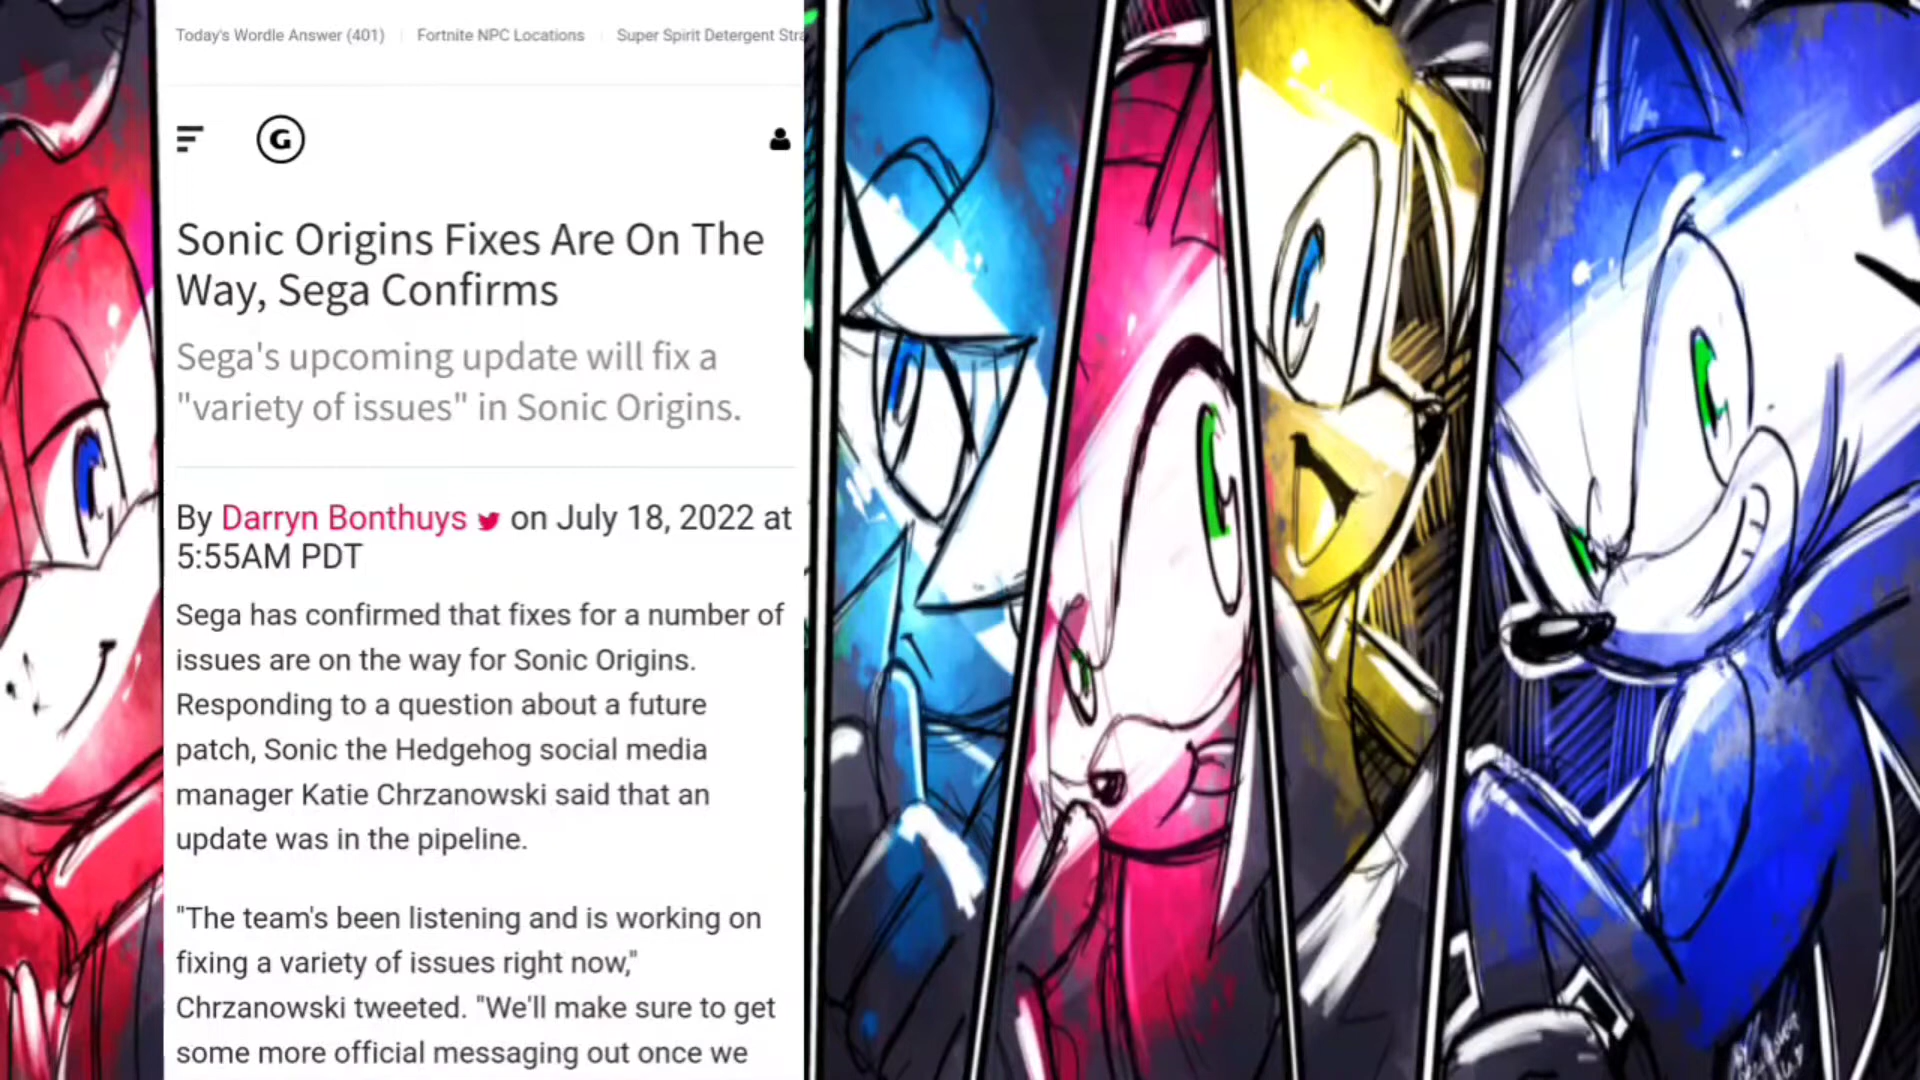 Today's Wordle Answer (401) Fortnite NPC Locations Super Spirit Detergent Stra
G
Sonic Origins Fixes Are On The
Way, Sega Confirms
Sega's upcoming update will fix a
"variety of issues" in Sonic Origins.
By Darryn Bonthuys on July 18, 2022 at
5:55AM PDT
Sega has confirmed that fixes for a number of
issues are on the way for Sonic Origins.
Responding to a question about a future
patch, Sonic the Hedgehog social media
manager Katie Chrzanowski said that an
update was in the pipeline.
"The team's been listening and is working on
fixing a variety of issues right now,"
Chrzanowski tweeted. "We'll make sure to get
some more official messaging out once we